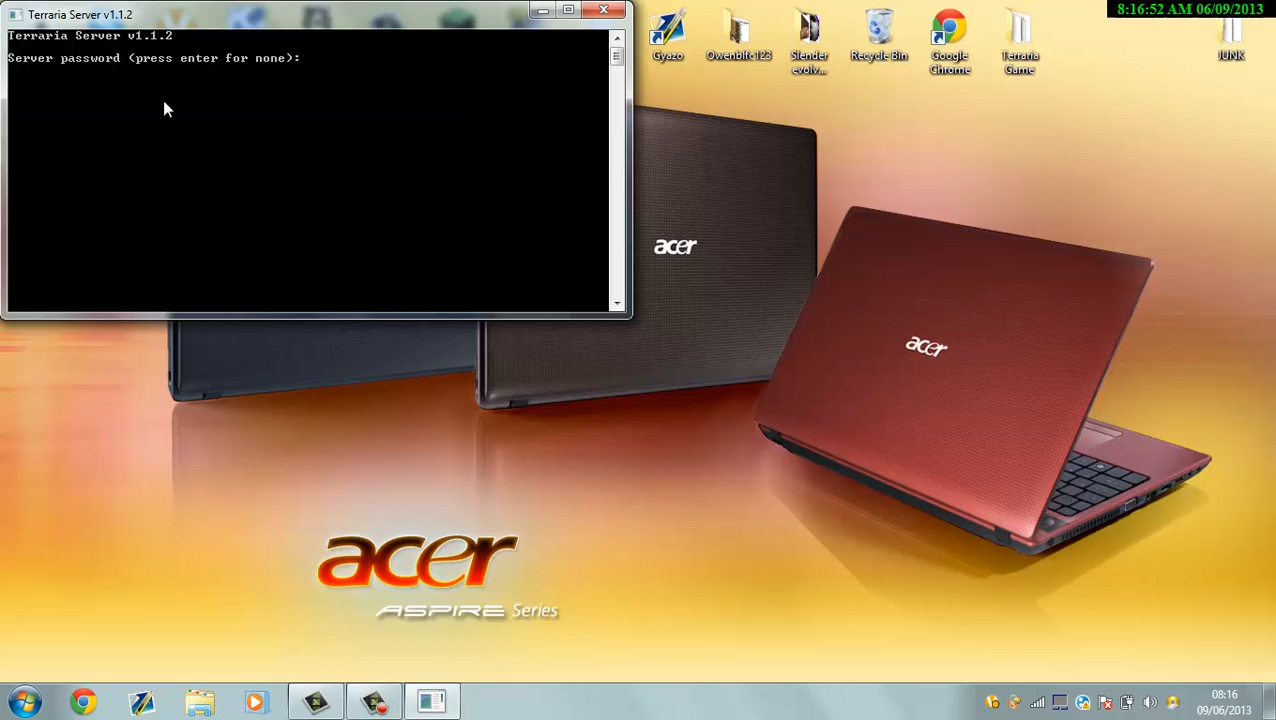 Terraria Server v1.1.2
Terraria Server v1.1.2
Server password (press enter for none):
8:16:52 AM 06/09/2013
Gyazo
Owenblfc123
Slender evolv...
Recycle Bin
Google Chrome
Terraria Game
JUNK
acer
acer
acer
ASPIRE Series
08:16
09/06/2013